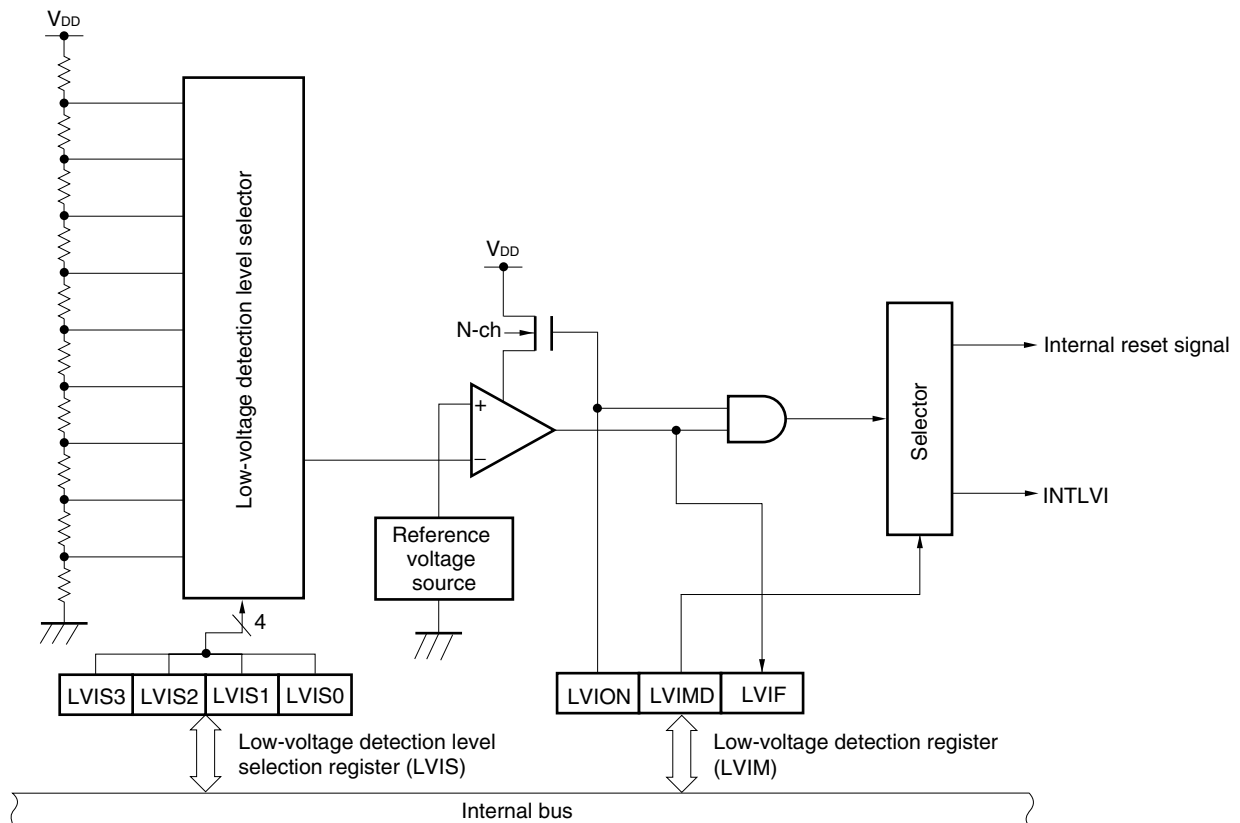 VDD
Low-voltage detection level selector
VDD
N-ch
+
−
Reference
voltage
source
Selector
Internal reset signal
INTLVI
4
LVIS3 LVIS2 LVIS1 LVIS0
LVION LVIMD LVIF
Low-voltage detection level
selection register (LVIS)
Low-voltage detection register
(LVIM)
Internal bus